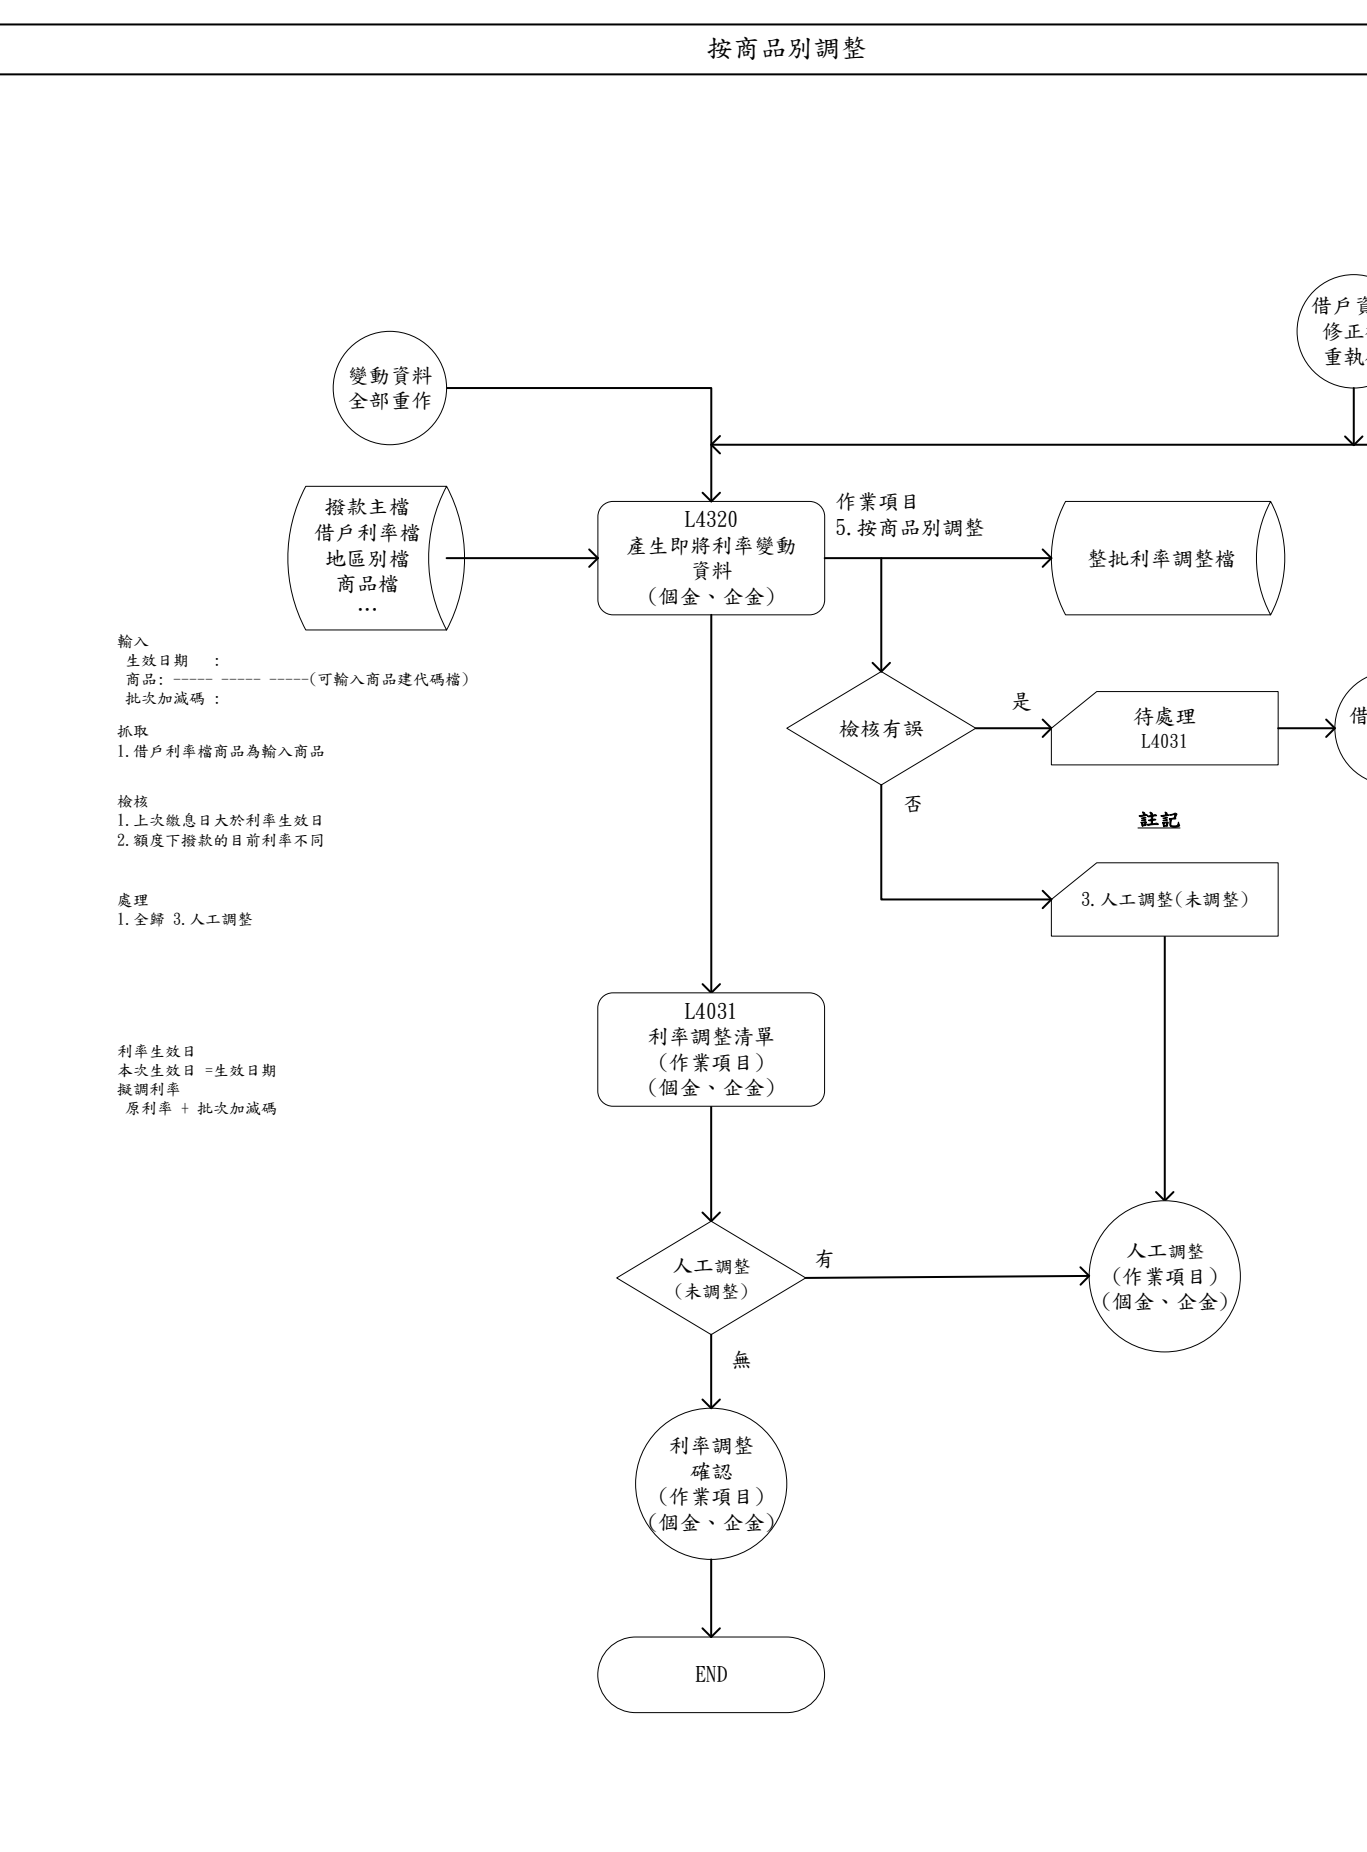 按商品別調整
借戶
修正
重執
變動資料
全部重作
撥款主檔
借戶利率檔
地區別檔
商品檔
...
L4320
產生即將利率變動
資料
(個金、企金)
作業項目
5.按商品別調整
整批利率調整檔
輸入
生效日期 :
商品: ----- ----- -----(可輸入商品建代碼檔)
批次加減碼 :
抓取
1.借戶利率檔商品為輸入商品
檢核
1.上次繳息日大於利率生效日
2.額度下撥款的目前利率不同
處理
1.全歸 3.人工調整
利率生效日
本次生效日 =生效日期
擬調利率
原利率 + 批次加減碼
檢核有誤
是
待處理
L4031
借
否
註記
3.人工調整(未調整)
L4031
利率調整清單
(作業項目)
(個金、企金)
人工調整
(未調整)
有
人工調整
(作業項目)
(個金、企金)
無
利率調整
確認
(作業項目)
(個金、企金)
END